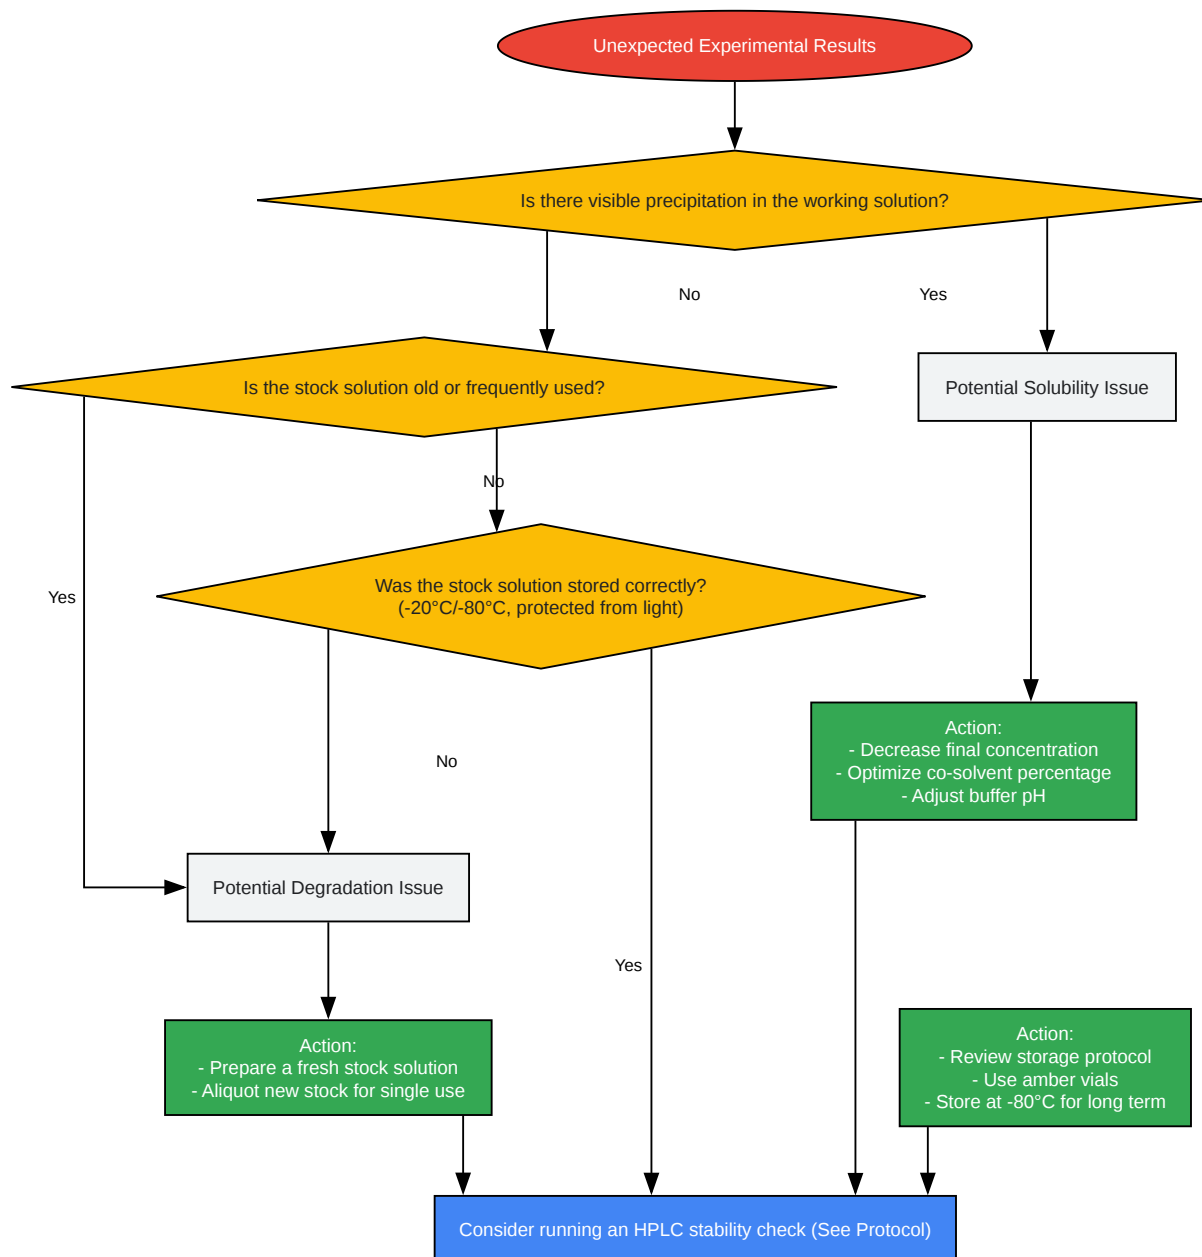 Unexpected Experimental Results
Is there visible precipitation in the working solution?
No
Yes
Is the stock solution old or frequently used?
Potential Solubility Issue
No
Yes
Was the stock solution stored correctly?
(-20°C/-80°C, protected from light)
Action:
- Decrease final concentration
- Optimize co-solvent percentage
- Adjust buffer pH
No
Potential Degradation Issue
Yes
Action:
- Prepare a fresh stock solution
- Aliquot new stock for single use
Action:
- Review storage protocol
- Use amber vials
- Store at -80°C for long term
Consider running an HPLC stability check (See Protocol)